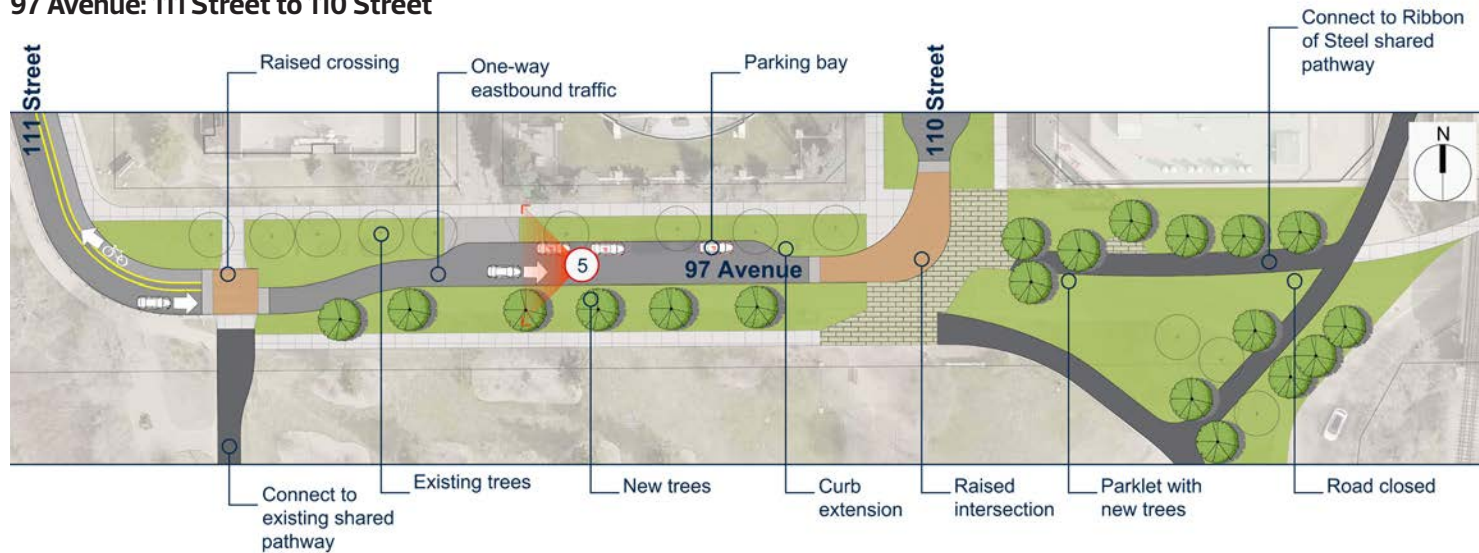 97 Avenue: 111 Street to 110 Street
Connect to Ribbon
of Steel shared
pathway
Raised crossing
One-way
eastbound traffic
Parking bay
111 Street
110 Street
N
5
97 Avenue
Connect to
existing shared
pathway
Existing trees
New trees
Curb
extension
Raised
intersection
Parklet with
new trees
Road closed